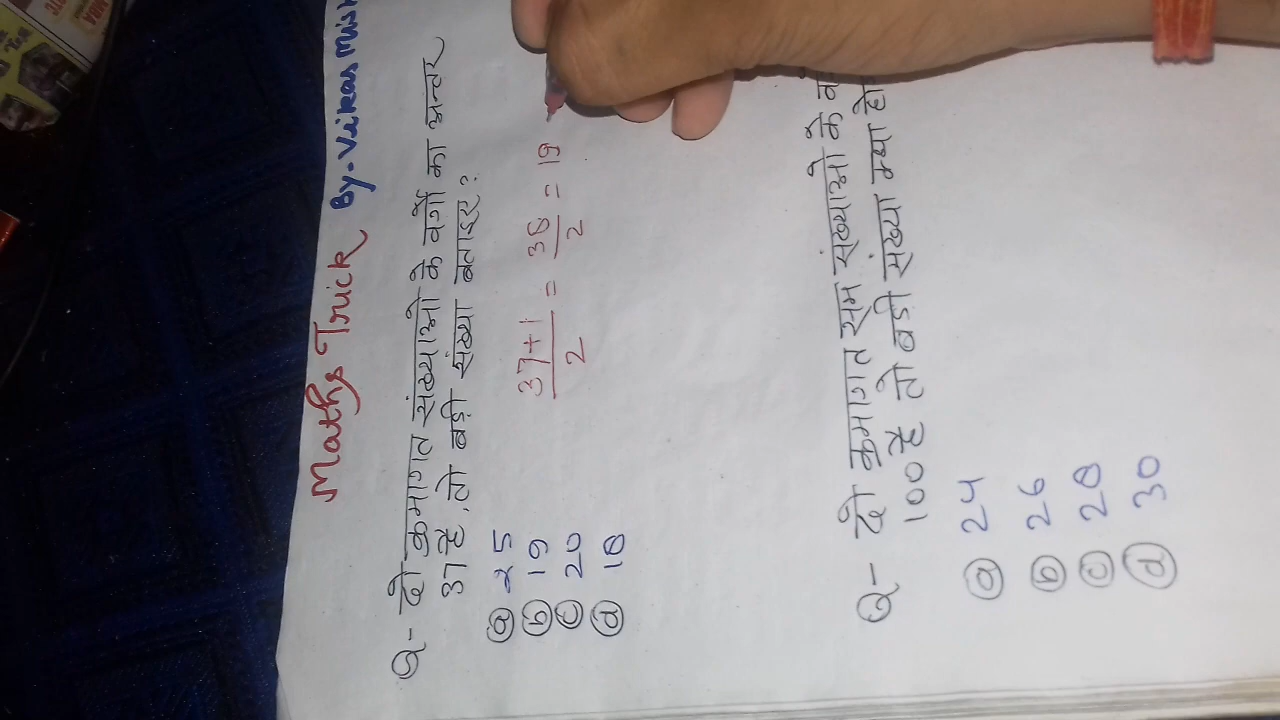 Maths Trick By-Vikas
Q- दो क्रमागत संख्याओ के वर्गो का अन्तर
37 है, तो बड़ी संख्या बताइए?
(a) 25
(b) 19
(c) 20
(d) 18
37+1/2 = 38/2 = 19
Q- दो क्रमागत सम संख्याओ के
100 है तो बड़ी संख्या क्या
(a) 24
(b) 26
(c) 28
(d) 30